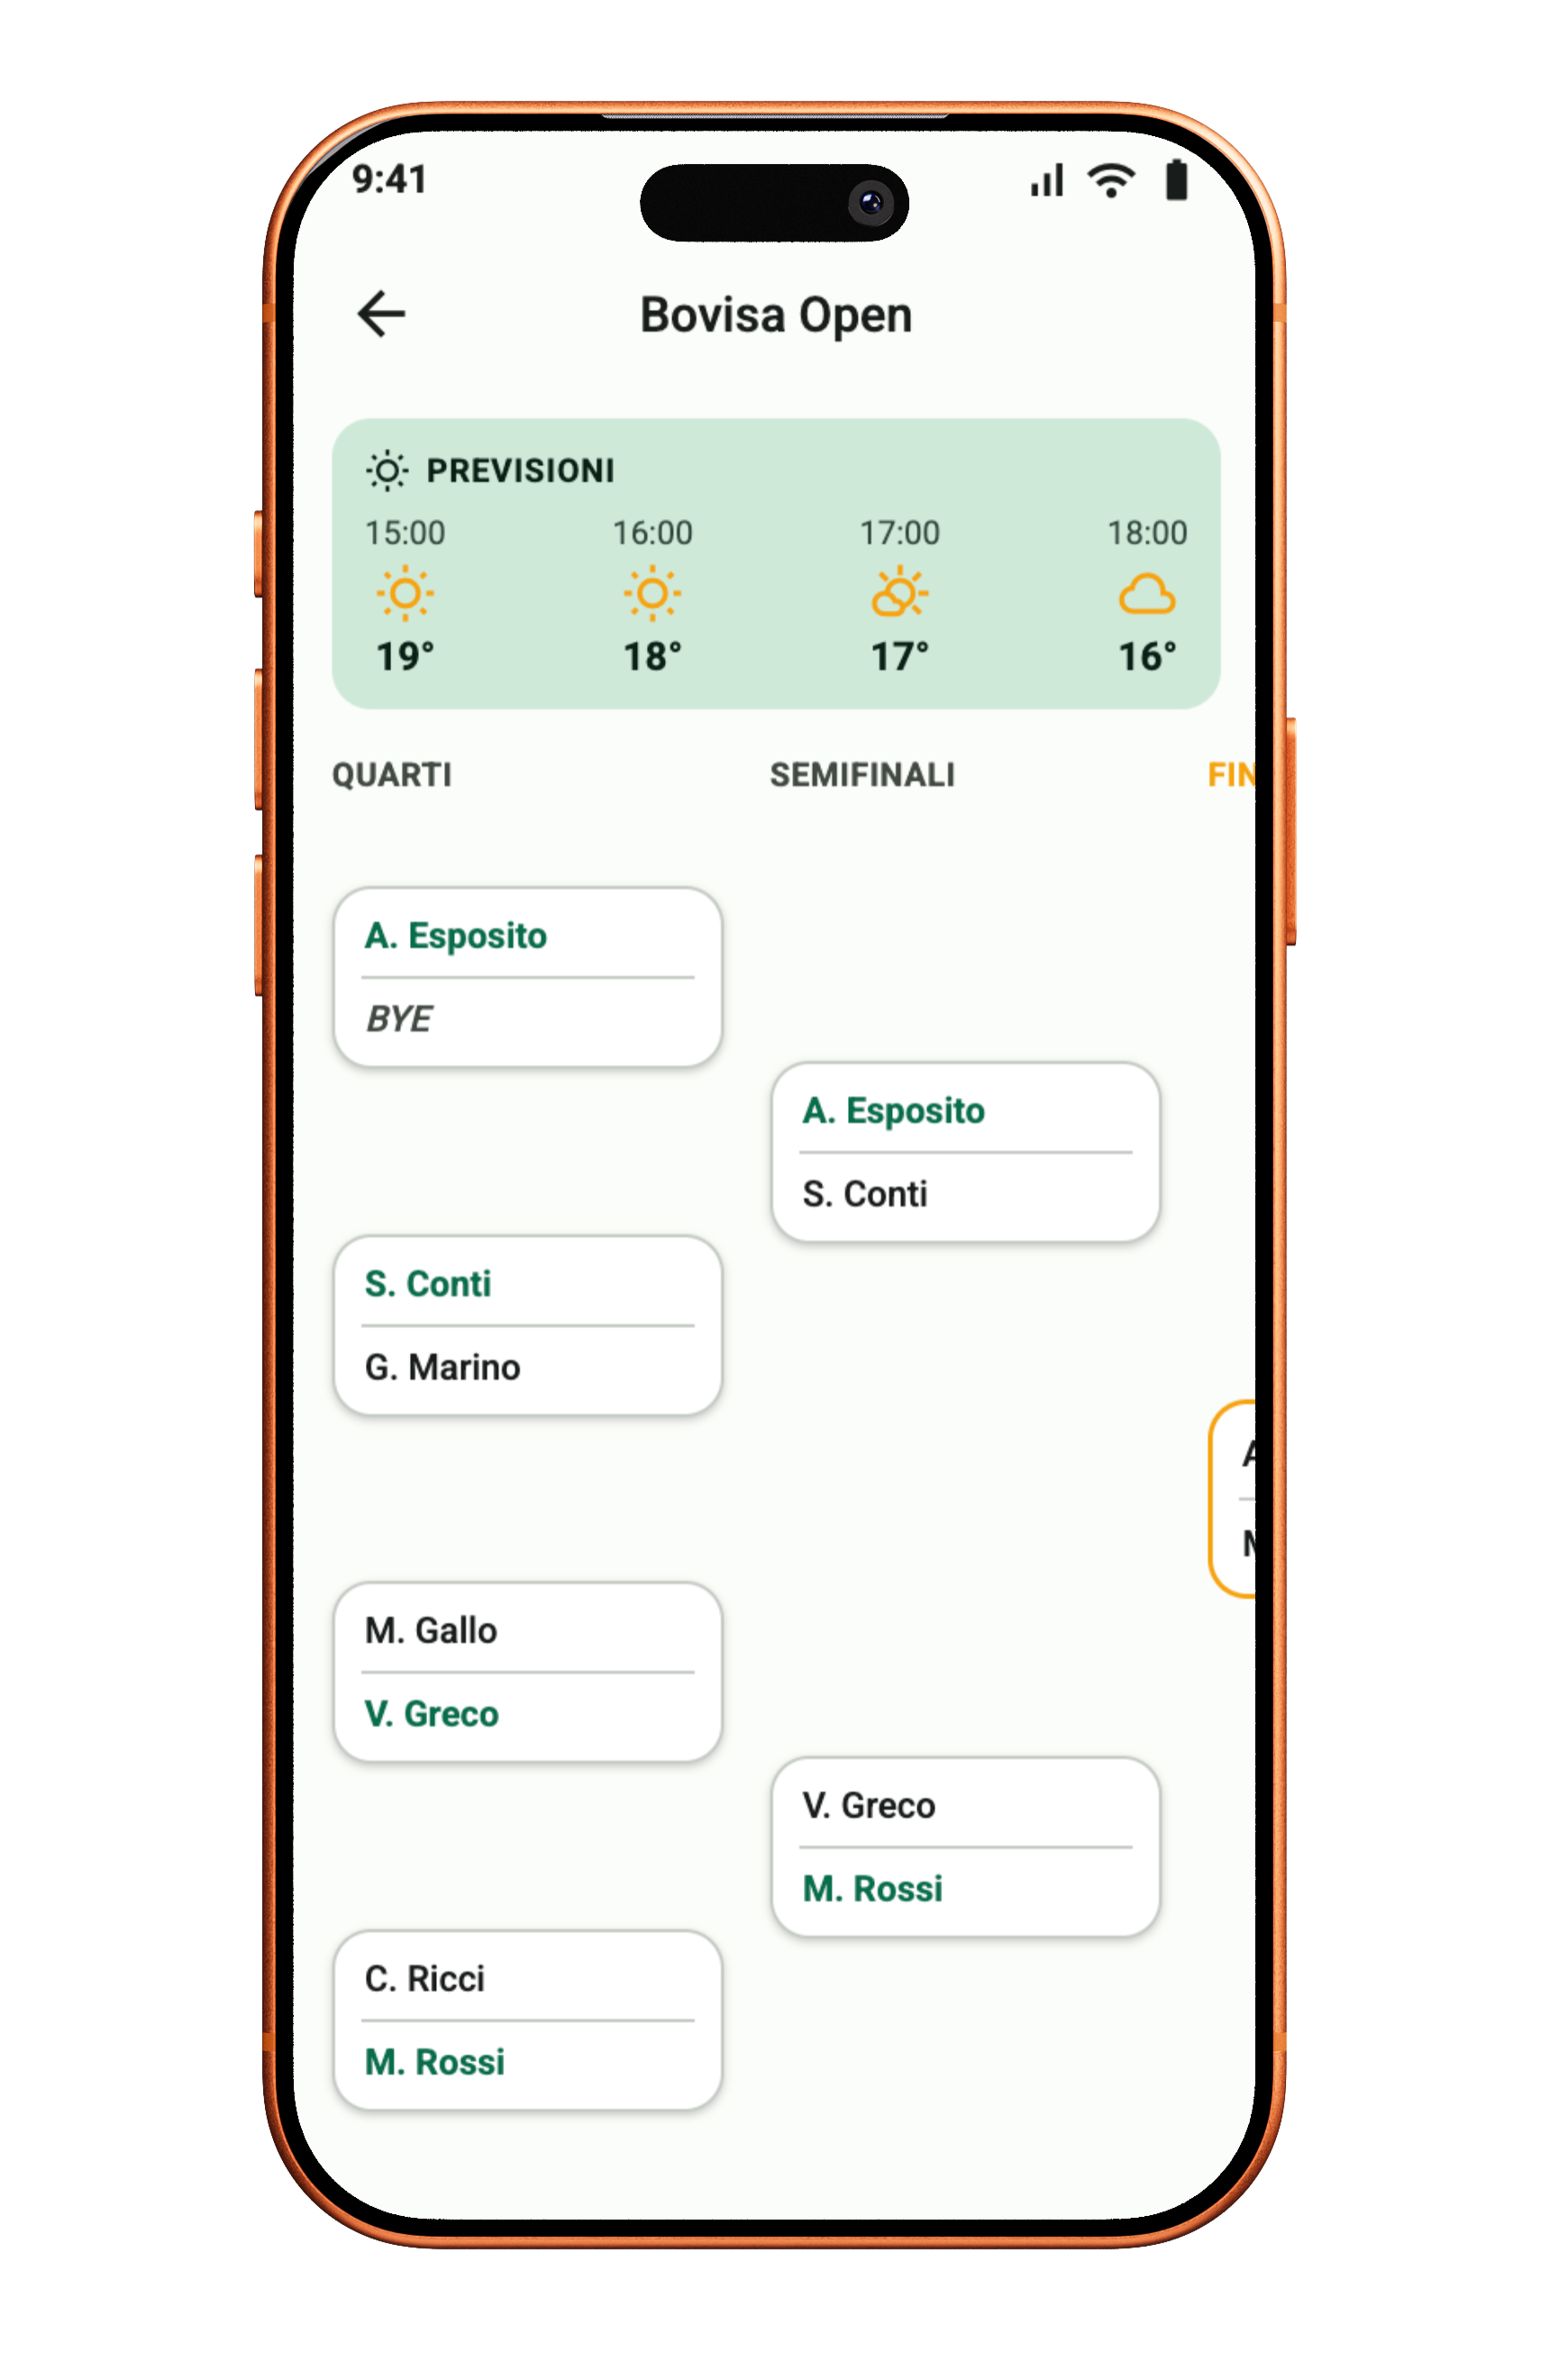 9:41
Bovisa Open
PREVISIONI
15:00 16:00 17:00 18:00
19° 18° 17° 16°
QUARTI SEMIFINALI
A. Esposito
BYE
A. Esposito
S. Conti
S. Conti
G. Marino
M. Gallo
V. Greco
V. Greco
M. Rossi
C. Ricci
M. Rossi